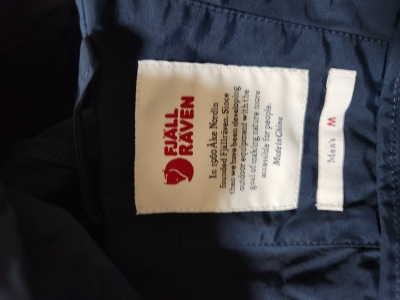 FJÄLL
RÄVEN
In 1960 Åke Nordin
founded Fjällräven. Since
then we have been developing
outdoor equipment with the
goal of making nature more
accessible for people.
Made in China
Men's M